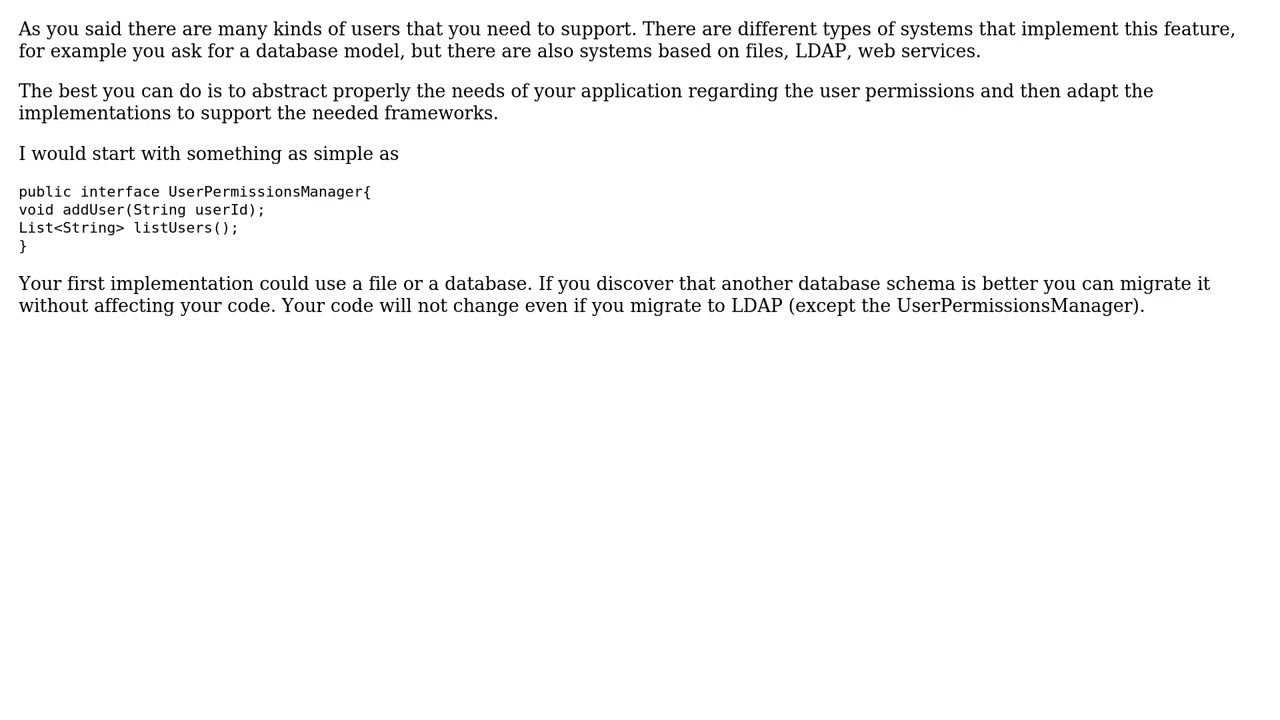 As you said there are many kinds of users that you need to support. There are different types of systems that implement this feature,
for example you ask for a database model, but there are also systems based on files, LDAP, web services.
The best you can do is to abstract properly the needs of your application regarding the user permissions and then adapt the
implementations to support the needed frameworks.
I would start with something as simple as
public interface UserPermissionsManager{
void addUser(String userId);
List<String> listUsers();
}
Your first implementation could use a file or a database. If you discover that another database schema is better you can migrate it
without affecting your code. Your code will not change even if you migrate to LDAP (except the UserPermissionsManager).